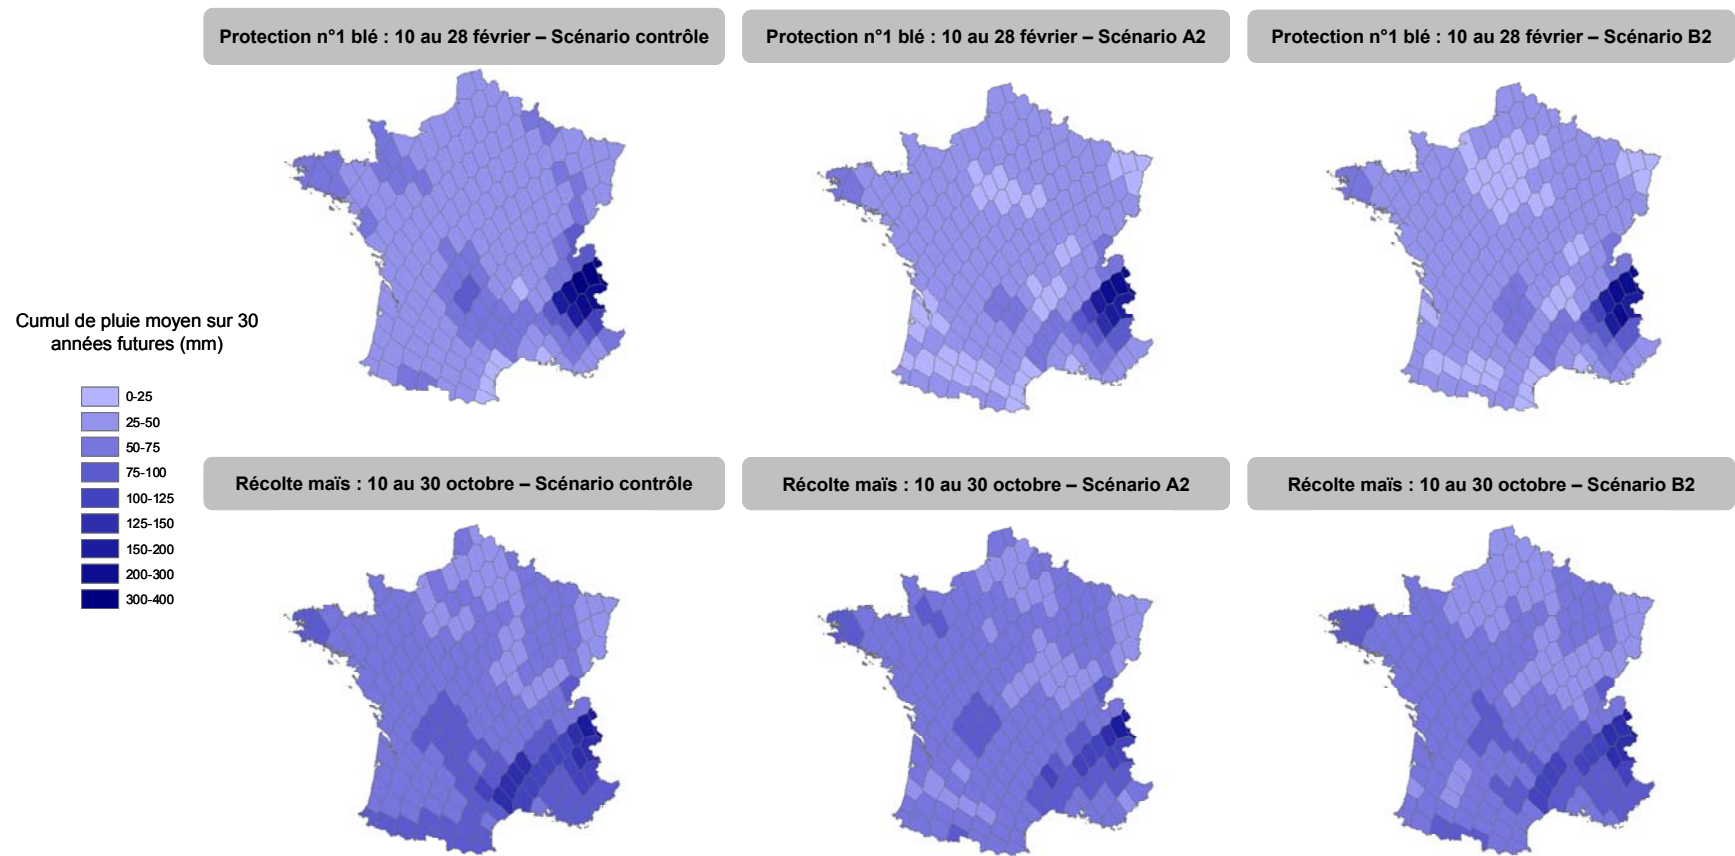 Protection n°1 blé : 10 au 28 février – Scénario contrôle
Protection n°1 blé : 10 au 28 février – Scénario A2
Protection n°1 blé : 10 au 28 février – Scénario B2
Cumul de pluie moyen sur 30
années futures (mm)
0-25
25-50
50-75
75-100
100-125
125-150
150-200
200-300
300-400
Récolte maïs : 10 au 30 octobre – Scénario contrôle
Récolte maïs : 10 au 30 octobre – Scénario A2
Récolte maïs : 10 au 30 octobre – Scénario B2